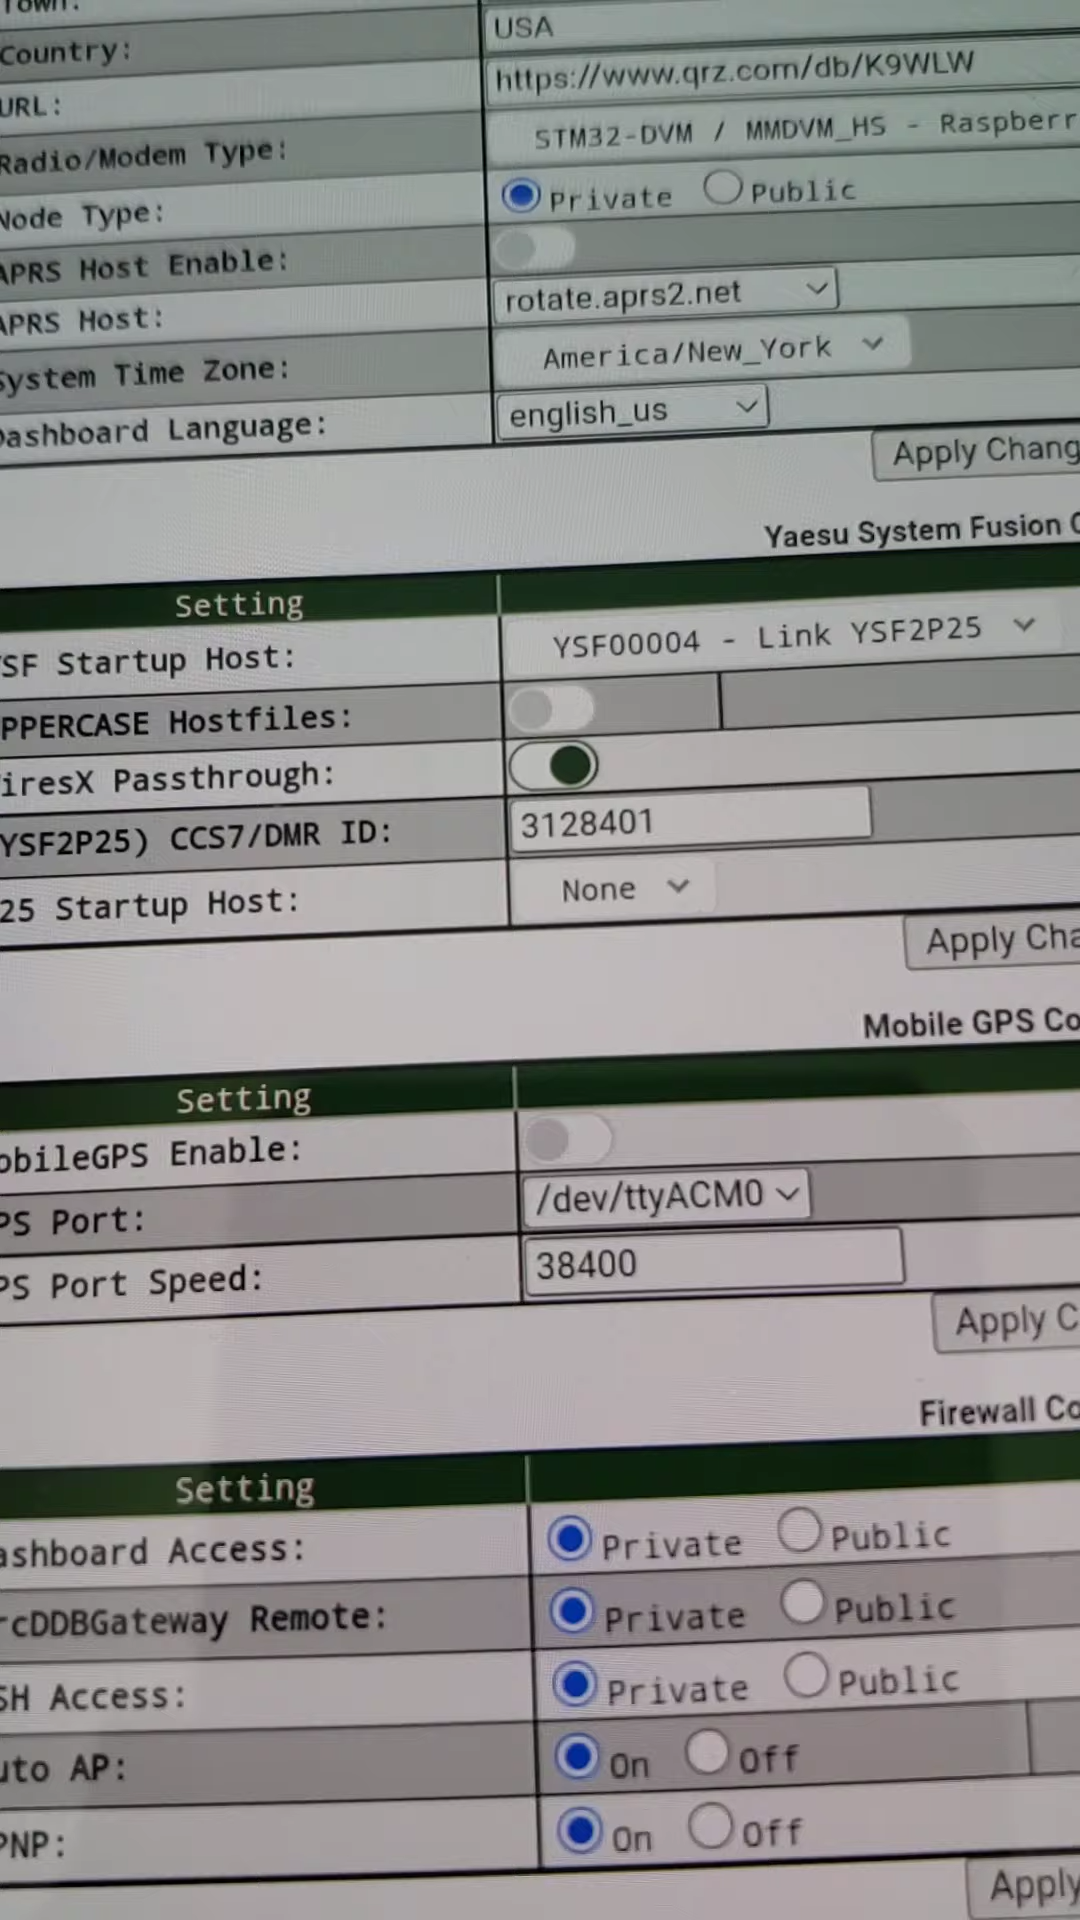 Town:
Country: USA
URL: https://www.qrz.com/db/K9WLW
Radio/Modem Type: STM32-DVM / MMDVM_HS - Raspberr
Node Type: Private Public
APRS Host Enable:
APRS Host: rotate.aprs2.net
System Time Zone: America/New_York
Dashboard Language: english_us
Apply Chang
Yaesu System Fusion C
Setting
SF Startup Host: YSF00004 - Link YSF2P25
PPERCASE Hostfiles:
iresX Passthrough:
YSF2P25) CCS7/DMR ID: 3128401
25 Startup Host: None
Apply Cha
Mobile GPS Co
Setting
obileGPS Enable:
PS Port: /dev/ttyACM0
PS Port Speed: 38400
Apply C
Firewall Co
Setting
ashboard Access: Private Public
rcDDBGateway Remote: Private Public
SH Access: Private Public
uto AP: On Off
PNP: On Off
Apply